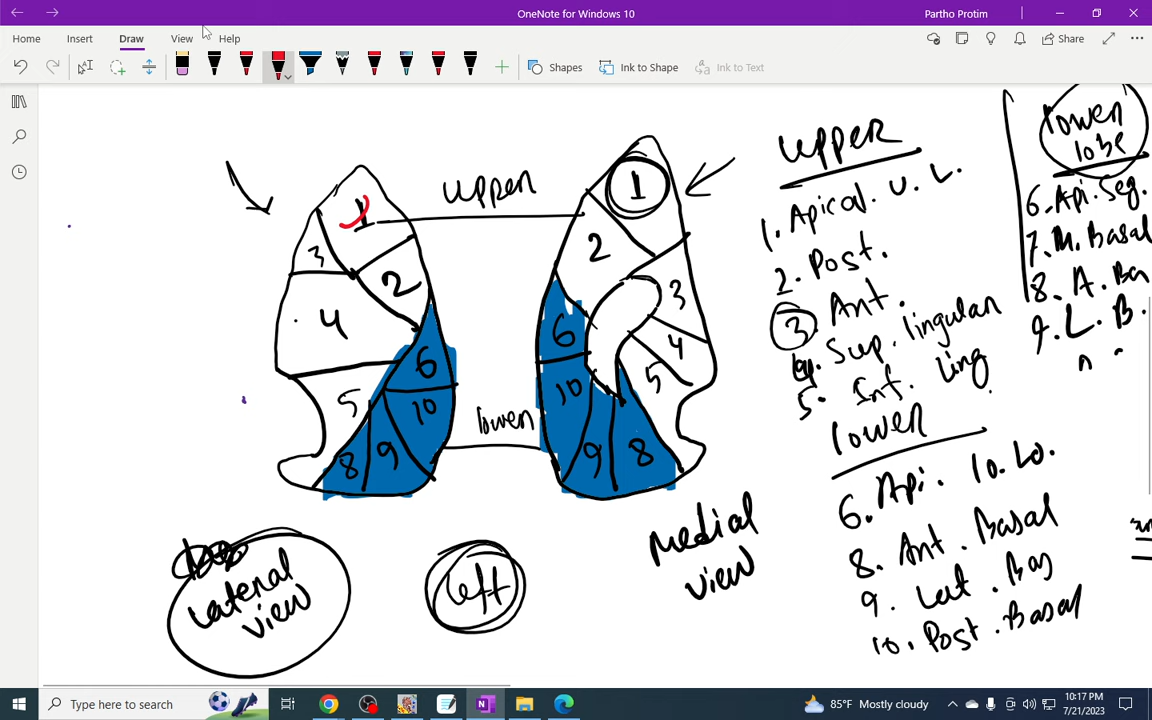 OneNote for Windows 10
Partho Protim
Home Insert Draw View Help
Share
Shapes
Ink to Shape
Ink to Text
upper
1
3
2
4
5
6
10
8
9
lower
1
2
3
4
5
6
10
9
8
Lateral
view
left
Medial
view
Upper
1. Apical. U. L.
2. Post.
3. Ant.
4. Sup. lingular
5. Inf. ling.
lower
6. Api. lo. Lo.
8. Ant. Basal
9. Lat. Bas
10. Post. Basal
lower
lobe
6. Api. Seg.
7. M. Basal
8. A. Ba
9. L. B.
Type here to search
85°F Mostly cloudy
10:17 PM
7/21/2023